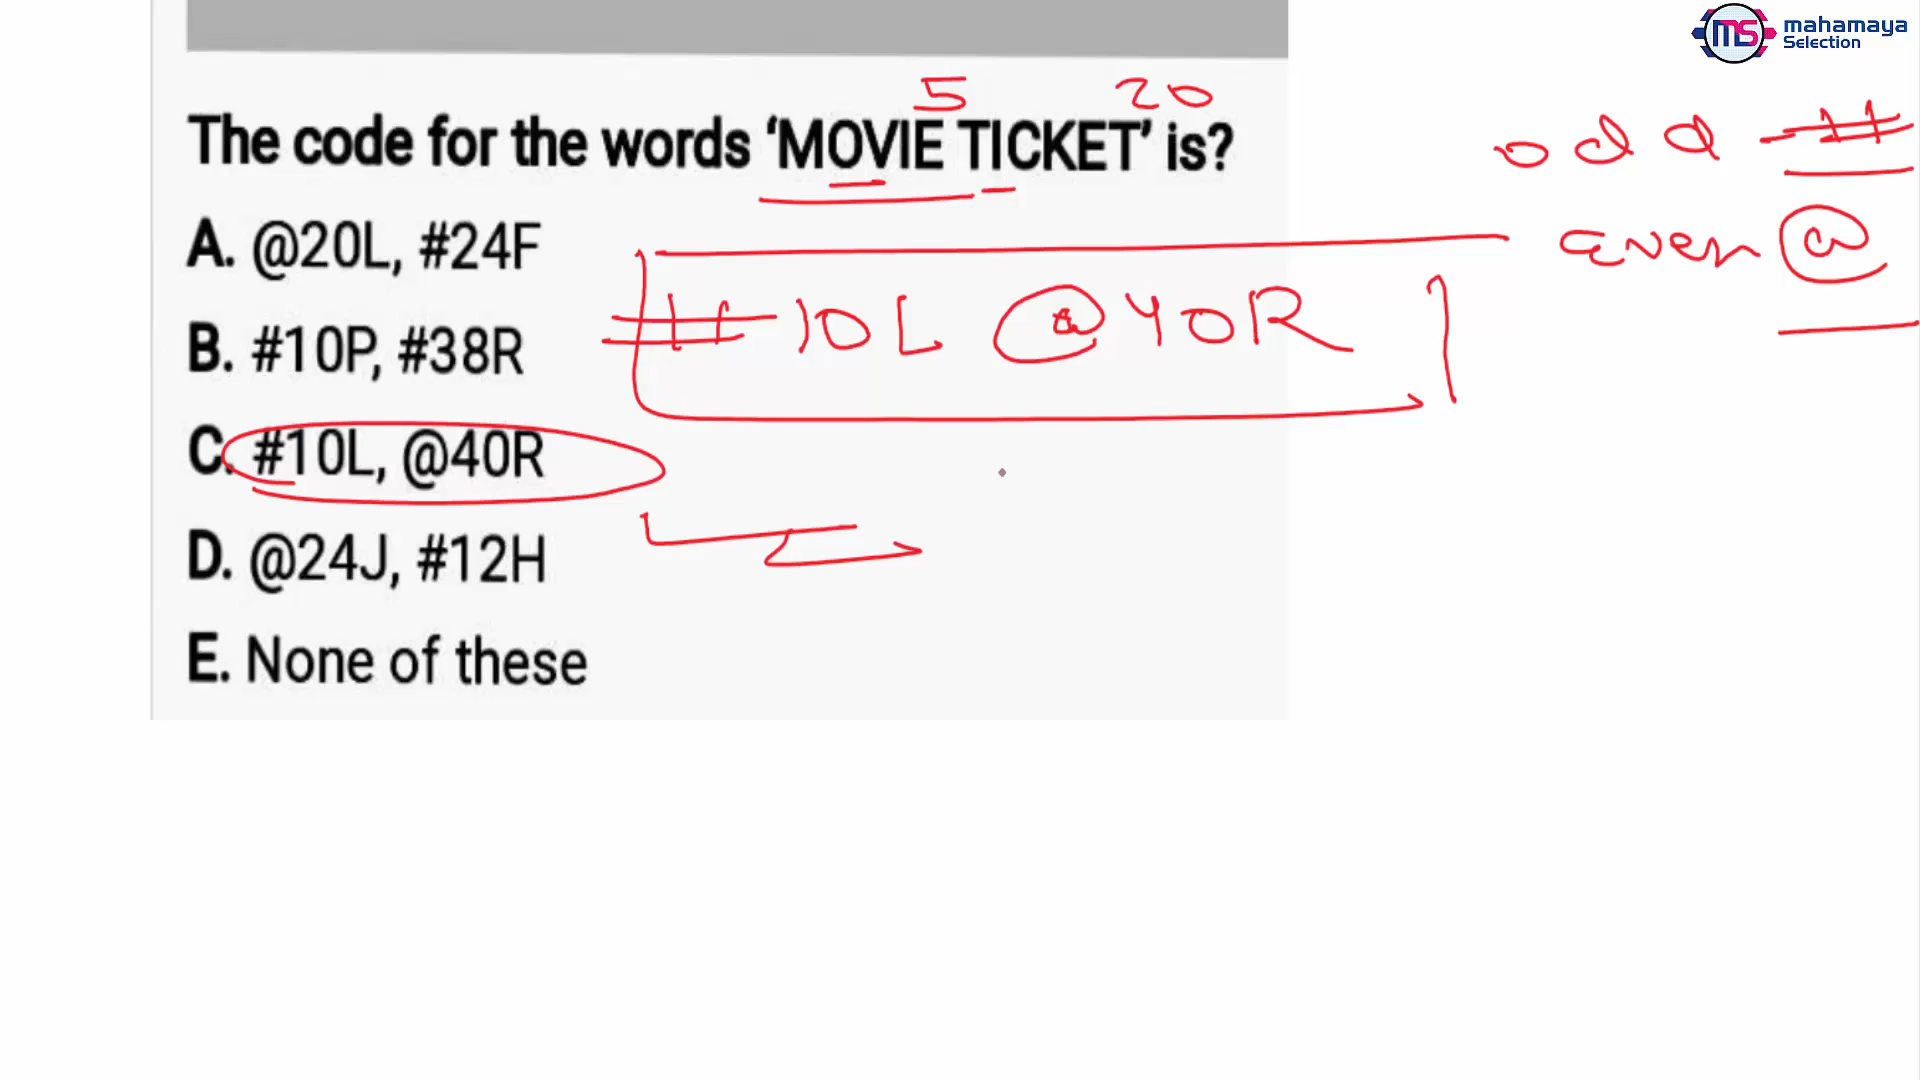 mahamaya
Selection
5 20
The code for the words ‘MOVIE TICKET’ is?
odd - #
even @
A. @20L, #24F
#10L @40R
B. #10P, #38R
C. #10L, @40R
D. @24J, #12H
E. None of these